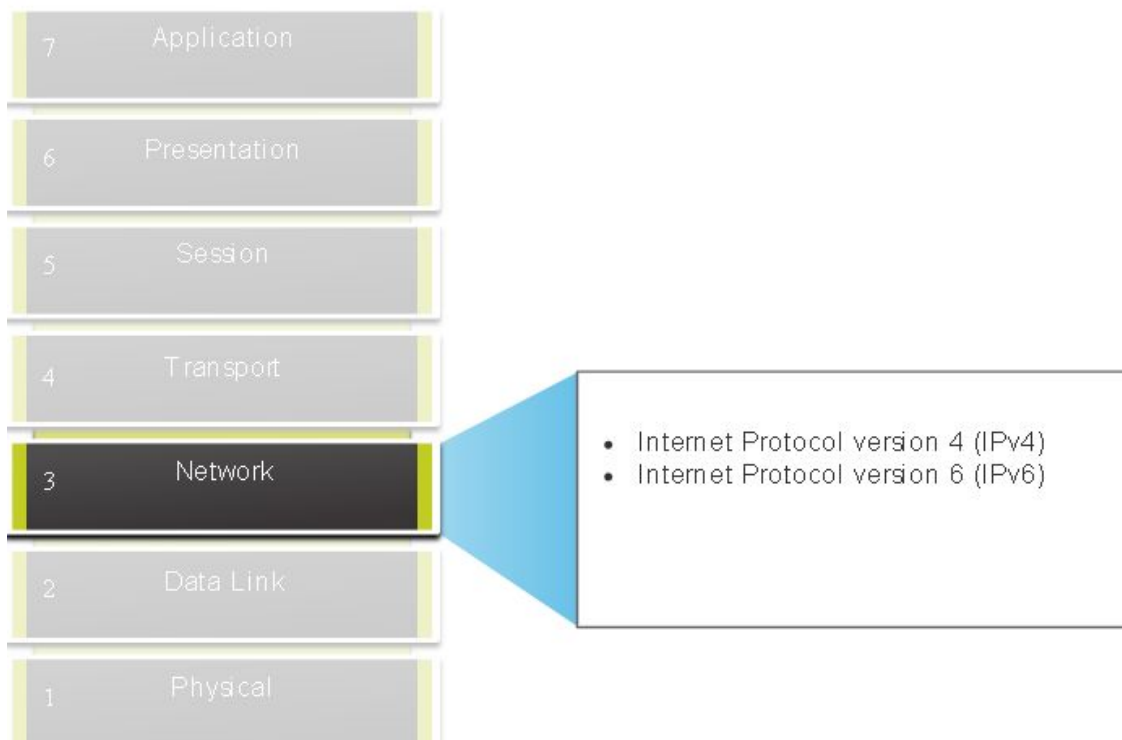 7 Application
6 Presentation
5 Session
4 Transport
3 Network
• Internet Protocol version 4 (IPv4)
• Internet Protocol version 6 (IPv6)
2 Data Link
1 Physical